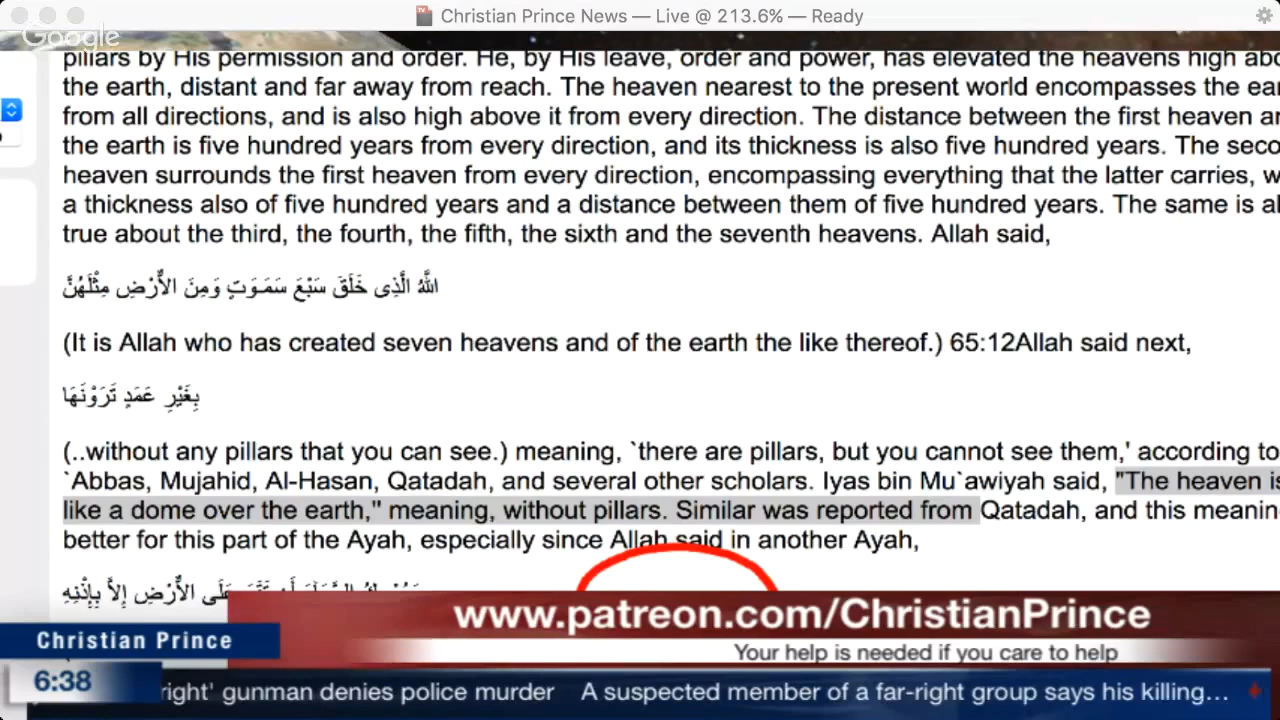 Christian Prince News — Live @ 213.6% — Ready
Google
pillars by His permission and order. He, by His leave, order and power, has elevated the heavens high
the earth, distant and far away from reach. The heaven nearest to the present world encompasses the
from all directions, and is also high above it from every direction. The distance between the first heaven
the earth is five hundred years from every direction, and its thickness is also five hundred years. The
heaven surrounds the first heaven from every direction, encompassing everything that the latter carries,
a thickness also of five hundred years and a distance between them of five hundred years. The same is
true about the third, the fourth, the fifth, the sixth and the seventh heavens. Allah said,
اللَّهُ الَّذِى خَلَقَ سَبْعَ سَمَـوَتٍ وَمِنَ الاٌّرْضِ مِثْلَهُنَّ
(It is Allah who has created seven heavens and of the earth the like thereof.) 65:12Allah said next,
بِغَيْرِ عَمَدٍ تَرَوْنَهَا
(..without any pillars that you can see.) meaning, `there are pillars, but you cannot see them,' according to
`Abbas, Mujahid, Al-Hasan, Qatadah, and several other scholars. Iyas bin Mu`awiyah said, "The heaven is
like a dome over the earth," meaning, without pillars. Similar was reported from Qatadah, and this
better for this part of the Ayah, especially since Allah said in another Ayah,
عَلَى الاٌّرْضِ إِلاَّ بِإِذْنِهِ
www.patreon.com/ChristianPrince
Your help is needed if you care to help
Christian Prince
6:38
right' gunman denies police murder A suspected member of a far-right group says his killing...